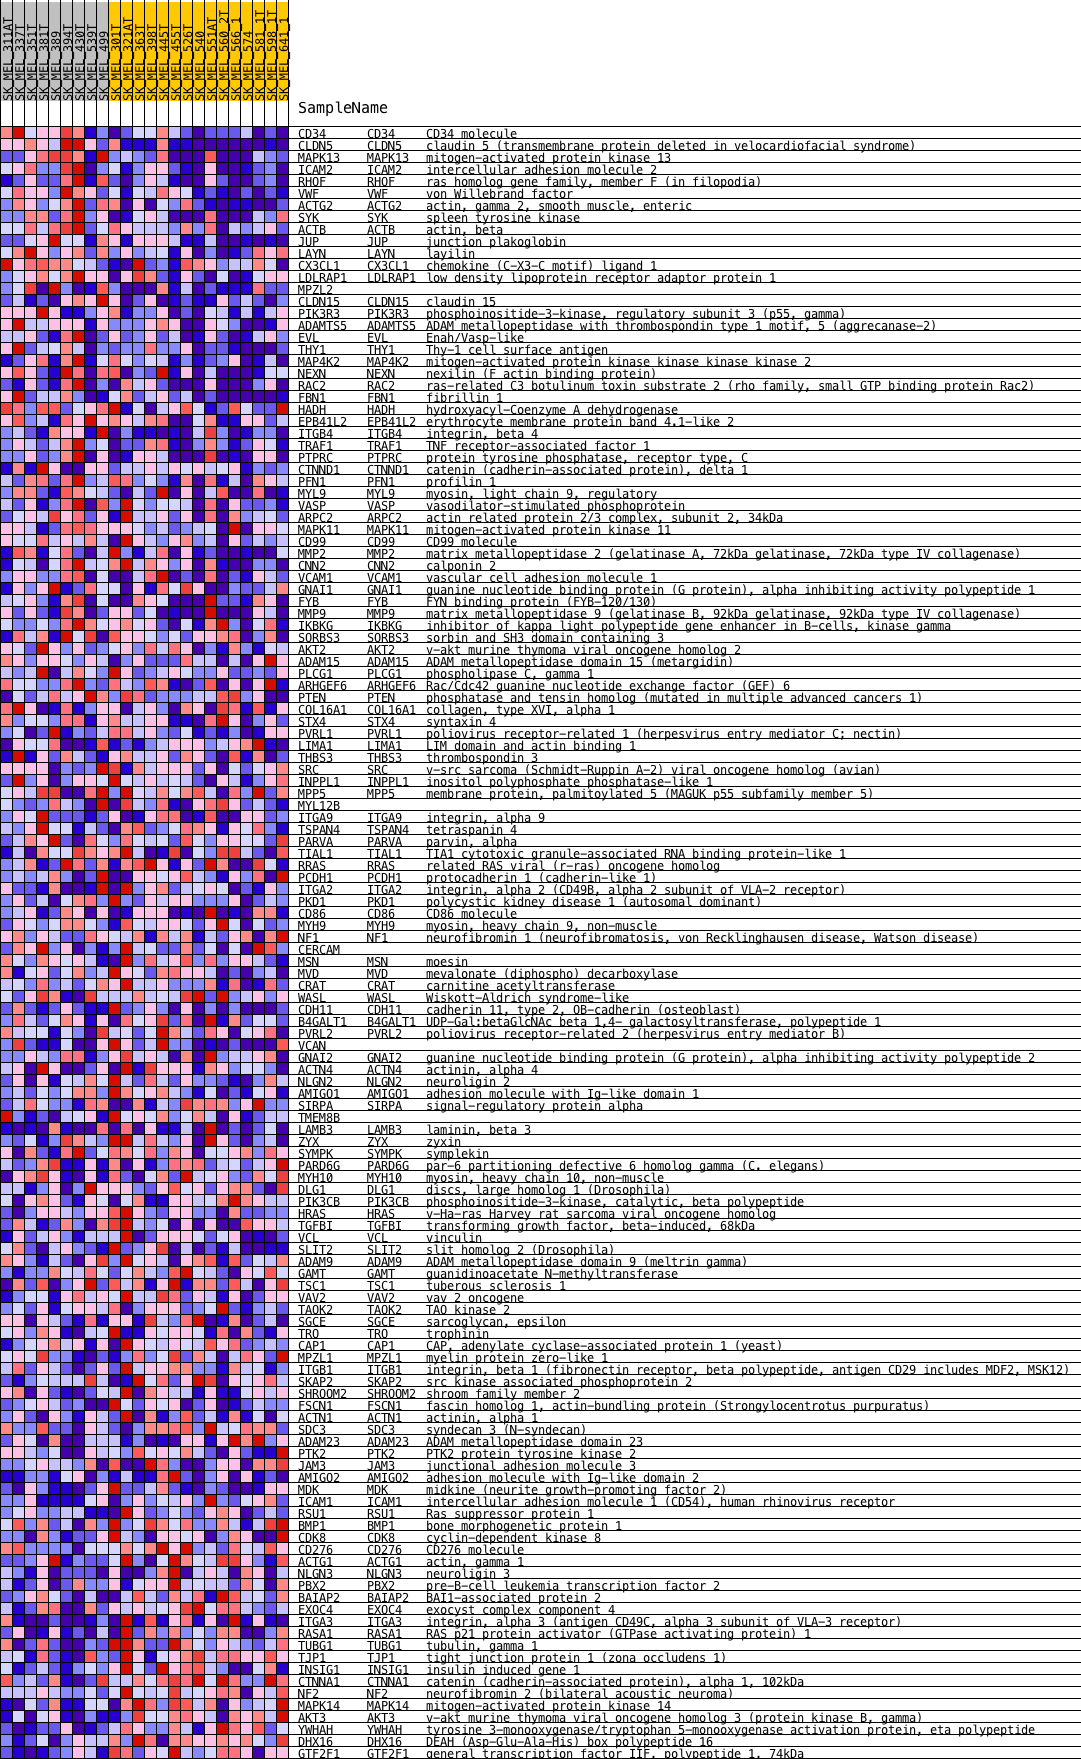 SK_MEL_311AT
SK_MEL_337T
SK_MEL_351T
SK_MEL_381T
SK_MEL_389
SK_MEL_394T
SK_MEL_430T
SK_MEL_539T
SK_MEL_499
SK_MEL_301T
SK_MEL_321AT
SK_MEL_363T
SK_MEL_398T
SK_MEL_445T
SK_MEL_455T
SK_MEL_526T
SK_MEL_540
SK_MEL_551AT
SK_MEL_560_2T
SK_MEL_566_1
SK_MEL_574
SK_MEL_581_1T
SK_MEL_598_1T
SK_MEL_641_1
SampleName
CD34 CD34 CD34 molecule
CLDN5 CLDN5 claudin 5 (transmembrane protein deleted in velocardiofacial syndrome)
MAPK13 MAPK13 mitogen-activated protein kinase 13
ICAM2 ICAM2 intercellular adhesion molecule 2
RHOF RHOF ras homolog gene family, member F (in filopodia)
VWF VWF von Willebrand factor
ACTG2 ACTG2 actin, gamma 2, smooth muscle, enteric
SYK SYK spleen tyrosine kinase
ACTB ACTB actin, beta
JUP JUP junction plakoglobin
LAYN LAYN layilin
CX3CL1 CX3CL1 chemokine (C-X3-C motif) ligand 1
LDLRAP1 LDLRAP1 low density lipoprotein receptor adaptor protein 1
MPZL2
CLDN15 CLDN15 claudin 15
PIK3R3 PIK3R3 phosphoinositide-3-kinase, regulatory subunit 3 (p55, gamma)
ADAMTS5 ADAMTS5 ADAM metallopeptidase with thrombospondin type 1 motif, 5 (aggrecanase-2)
EVL EVL Enah/Vasp-like
THY1 THY1 Thy-1 cell surface antigen
MAP4K2 MAP4K2 mitogen-activated protein kinase kinase kinase kinase 2
NEXN NEXN nexilin (F actin binding protein)
RAC2 RAC2 ras-related C3 botulinum toxin substrate 2 (rho family, small GTP binding protein Rac2)
FBN1 FBN1 fibrillin 1
HADH HADH hydroxyacyl-Coenzyme A dehydrogenase
EPB41L2 EPB41L2 erythrocyte membrane protein band 4.1-like 2
ITGB4 ITGB4 integrin, beta 4
TRAF1 TRAF1 TNF receptor-associated factor 1
PTPRC PTPRC protein tyrosine phosphatase, receptor type, C
CTNND1 CTNND1 catenin (cadherin-associated protein), delta 1
PFN1 PFN1 profilin 1
MYL9 MYL9 myosin, light chain 9, regulatory
VASP VASP vasodilator-stimulated phosphoprotein
ARPC2 ARPC2 actin related protein 2/3 complex, subunit 2, 34kDa
MAPK11 MAPK11 mitogen-activated protein kinase 11
CD99 CD99 CD99 molecule
MMP2 MMP2 matrix metallopeptidase 2 (gelatinase A, 72kDa gelatinase, 72kDa type IV collagenase)
CNN2 CNN2 calponin 2
VCAM1 VCAM1 vascular cell adhesion molecule 1
GNAI1 GNAI1 guanine nucleotide binding protein (G protein), alpha inhibiting activity polypeptide 1
FYB FYB FYN binding protein (FYB-120/130)
MMP9 MMP9 matrix metallopeptidase 9 (gelatinase B, 92kDa gelatinase, 92kDa type IV collagenase)
IKBKG IKBKG inhibitor of kappa light polypeptide gene enhancer in B-cells, kinase gamma
SORBS3 SORBS3 sorbin and SH3 domain containing 3
AKT2 AKT2 v-akt murine thymoma viral oncogene homolog 2
ADAM15 ADAM15 ADAM metallopeptidase domain 15 (metargidin)
PLCG1 PLCG1 phospholipase C, gamma 1
ARHGEF6 ARHGEF6 Rac/Cdc42 guanine nucleotide exchange factor (GEF) 6
PTEN PTEN phosphatase and tensin homolog (mutated in multiple advanced cancers 1)
COL16A1 COL16A1 collagen, type XVI, alpha 1
STX4 STX4 syntaxin 4
PVRL1 PVRL1 poliovirus receptor-related 1 (herpesvirus entry mediator C; nectin)
LIMA1 LIMA1 LIM domain and actin binding 1
THBS3 THBS3 thrombospondin 3
SRC SRC v-src sarcoma (Schmidt-Ruppin A-2) viral oncogene homolog (avian)
INPPL1 INPPL1 inositol polyphosphate phosphatase-like 1
MPP5 MPP5 membrane protein, palmitoylated 5 (MAGUK p55 subfamily member 5)
MYL12B
ITGA9 ITGA9 integrin, alpha 9
TSPAN4 TSPAN4 tetraspanin 4
PARVA PARVA parvin, alpha
TIAL1 TIAL1 TIA1 cytotoxic granule-associated RNA binding protein-like 1
RRAS RRAS related RAS viral (r-ras) oncogene homolog
PCDH1 PCDH1 protocadherin 1 (cadherin-like 1)
ITGA2 ITGA2 integrin, alpha 2 (CD49B, alpha 2 subunit of VLA-2 receptor)
PKD1 PKD1 polycystic kidney disease 1 (autosomal dominant)
CD86 CD86 CD86 molecule
MYH9 MYH9 myosin, heavy chain 9, non-muscle
NF1 NF1 neurofibromin 1 (neurofibromatosis, von Recklinghausen disease, Watson disease)
CERCAM
MSN MSN moesin
MVD MVD mevalonate (diphospho) decarboxylase
CRAT CRAT carnitine acetyltransferase
WASL WASL Wiskott-Aldrich syndrome-like
CDH11 CDH11 cadherin 11, type 2, OB-cadherin (osteoblast)
B4GALT1 B4GALT1 UDP-Gal:betaGlcNAc beta 1,4- galactosyltransferase, polypeptide 1
PVRL2 PVRL2 poliovirus receptor-related 2 (herpesvirus entry mediator B)
VCAN
GNAI2 GNAI2 guanine nucleotide binding protein (G protein), alpha inhibiting activity polypeptide 2
ACTN4 ACTN4 actinin, alpha 4
NLGN2 NLGN2 neuroligin 2
AMIGO1 AMIGO1 adhesion molecule with Ig-like domain 1
SIRPA SIRPA signal-regulatory protein alpha
TMEM8B
LAMB3 LAMB3 laminin, beta 3
ZYX ZYX zyxin
SYMPK SYMPK symplekin
PARD6G PARD6G par-6 partitioning defective 6 homolog gamma (C. elegans)
MYH10 MYH10 myosin, heavy chain 10, non-muscle
DLG1 DLG1 discs, large homolog 1 (Drosophila)
PIK3CB PIK3CB phosphoinositide-3-kinase, catalytic, beta polypeptide
HRAS HRAS v-Ha-ras Harvey rat sarcoma viral oncogene homolog
TGFBI TGFBI transforming growth factor, beta-induced, 68kDa
VCL VCL vinculin
SLIT2 SLIT2 slit homolog 2 (Drosophila)
ADAM9 ADAM9 ADAM metallopeptidase domain 9 (meltrin gamma)
GAMT GAMT guanidinoacetate N-methyltransferase
TSC1 TSC1 tuberous sclerosis 1
VAV2 VAV2 vav 2 oncogene
TAOK2 TAOK2 TAO kinase 2
SGCE SGCE sarcoglycan, epsilon
TRO TRO trophinin
CAP1 CAP1 CAP, adenylate cyclase-associated protein 1 (yeast)
MPZL1 MPZL1 myelin protein zero-like 1
ITGB1 ITGB1 integrin, beta 1 (fibronectin receptor, beta polypeptide, antigen CD29 includes MDF2, MSK12)
SKAP2 SKAP2 src kinase associated phosphoprotein 2
SHROOM2 SHROOM2 shroom family member 2
FSCN1 FSCN1 fascin homolog 1, actin-bundling protein (Strongylocentrotus purpuratus)
ACTN1 ACTN1 actinin, alpha 1
SDC3 SDC3 syndecan 3 (N-syndecan)
ADAM23 ADAM23 ADAM metallopeptidase domain 23
PTK2 PTK2 PTK2 protein tyrosine kinase 2
JAM3 JAM3 junctional adhesion molecule 3
AMIGO2 AMIGO2 adhesion molecule with Ig-like domain 2
MDK MDK midkine (neurite growth-promoting factor 2)
ICAM1 ICAM1 intercellular adhesion molecule 1 (CD54), human rhinovirus receptor
RSU1 RSU1 Ras suppressor protein 1
BMP1 BMP1 bone morphogenetic protein 1
CDK8 CDK8 cyclin-dependent kinase 8
CD276 CD276 CD276 molecule
ACTG1 ACTG1 actin, gamma 1
NLGN3 NLGN3 neuroligin 3
PBX2 PBX2 pre-B-cell leukemia transcription factor 2
BAIAP2 BAIAP2 BAI1-associated protein 2
EXOC4 EXOC4 exocyst complex component 4
ITGA3 ITGA3 integrin, alpha 3 (antigen CD49C, alpha 3 subunit of VLA-3 receptor)
RASA1 RASA1 RAS p21 protein activator (GTPase activating protein) 1
TUBG1 TUBG1 tubulin, gamma 1
TJP1 TJP1 tight junction protein 1 (zona occludens 1)
INSIG1 INSIG1 insulin induced gene 1
CTNNA1 CTNNA1 catenin (cadherin-associated protein), alpha 1, 102kDa
NF2 NF2 neurofibromin 2 (bilateral acoustic neuroma)
MAPK14 MAPK14 mitogen-activated protein kinase 14
AKT3 AKT3 v-akt murine thymoma viral oncogene homolog 3 (protein kinase B, gamma)
YWHAH YWHAH tyrosine 3-monooxygenase/tryptophan 5-monooxygenase activation protein, eta polypeptide
DHX16 DHX16 DEAH (Asp-Glu-Ala-His) box polypeptide 16
GTF2F1 GTF2F1 general transcription factor IIF, polypeptide 1, 74kDa